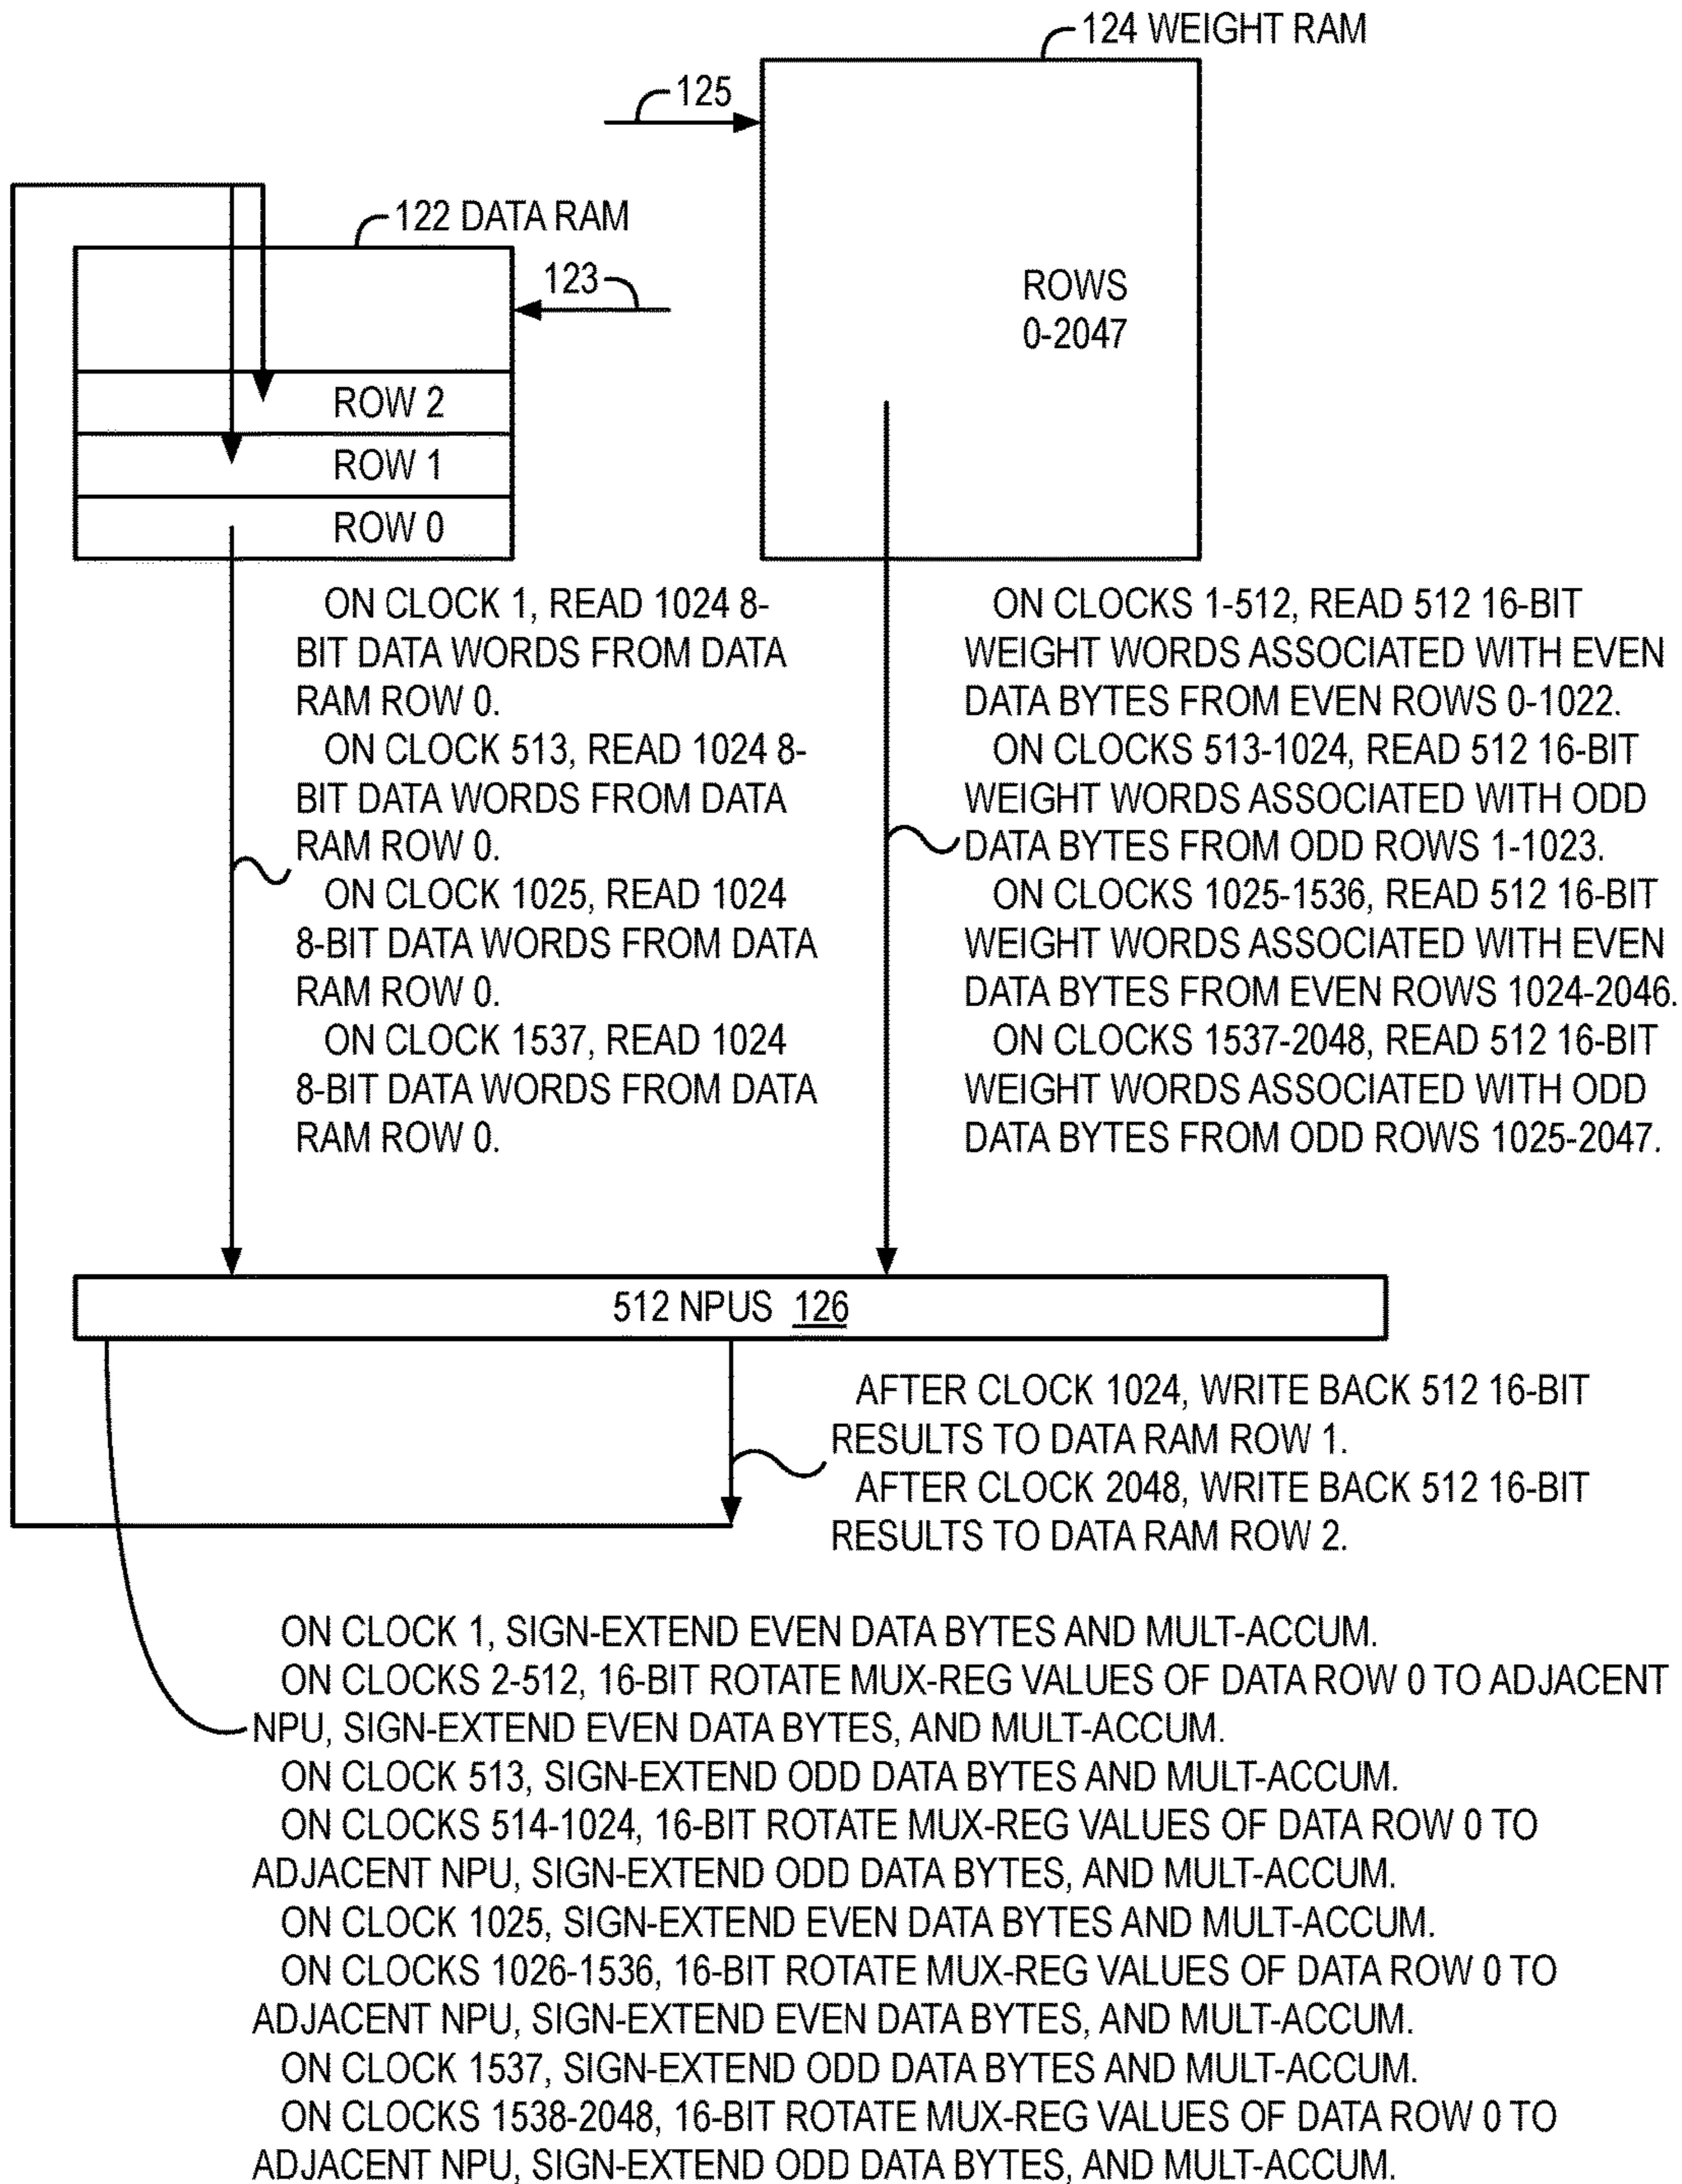 124 WEIGHT RAM
125
122 DATA RAM
123
ROWS
0-2047
ROW 2
ROW 1
ROW 0
ON CLOCK 1, READ 1024 8-
BIT DATA WORDS FROM DATA
RAM ROW 0.
ON CLOCK 513, READ 1024 8-
BIT DATA WORDS FROM DATA
RAM ROW 0.
ON CLOCK 1025, READ 1024
8-BIT DATA WORDS FROM DATA
RAM ROW 0.
ON CLOCK 1537, READ 1024
8-BIT DATA WORDS FROM DATA
RAM ROW 0.
ON CLOCKS 1-512, READ 512 16-BIT
WEIGHT WORDS ASSOCIATED WITH EVEN
DATA BYTES FROM EVEN ROWS 0-1022.
ON CLOCKS 513-1024, READ 512 16-BIT
WEIGHT WORDS ASSOCIATED WITH ODD
DATA BYTES FROM ODD ROWS 1-1023.
ON CLOCKS 1025-1536, READ 512 16-BIT
WEIGHT WORDS ASSOCIATED WITH EVEN
DATA BYTES FROM EVEN ROWS 1024-2046.
ON CLOCKS 1537-2048, READ 512 16-BIT
WEIGHT WORDS ASSOCIATED WITH ODD
DATA BYTES FROM ODD ROWS 1025-2047.
512 NPUS 126
AFTER CLOCK 1024, WRITE BACK 512 16-BIT
RESULTS TO DATA RAM ROW 1.
AFTER CLOCK 2048, WRITE BACK 512 16-BIT
RESULTS TO DATA RAM ROW 2.
ON CLOCK 1, SIGN-EXTEND EVEN DATA BYTES AND MULT-ACCUM.
ON CLOCKS 2-512, 16-BIT ROTATE MUX-REG VALUES OF DATA ROW 0 TO ADJACENT
NPU, SIGN-EXTEND EVEN DATA BYTES, AND MULT-ACCUM.
ON CLOCK 513, SIGN-EXTEND ODD DATA BYTES AND MULT-ACCUM.
ON CLOCKS 514-1024, 16-BIT ROTATE MUX-REG VALUES OF DATA ROW 0 TO
ADJACENT NPU, SIGN-EXTEND ODD DATA BYTES, AND MULT-ACCUM.
ON CLOCK 1025, SIGN-EXTEND EVEN DATA BYTES AND MULT-ACCUM.
ON CLOCKS 1026-1536, 16-BIT ROTATE MUX-REG VALUES OF DATA ROW 0 TO
ADJACENT NPU, SIGN-EXTEND EVEN DATA BYTES, AND MULT-ACCUM.
ON CLOCK 1537, SIGN-EXTEND ODD DATA BYTES AND MULT-ACCUM.
ON CLOCKS 1538-2048, 16-BIT ROTATE MUX-REG VALUES OF DATA ROW 0 TO
ADJACENT NPU, SIGN-EXTEND ODD DATA BYTES, AND MULT-ACCUM.